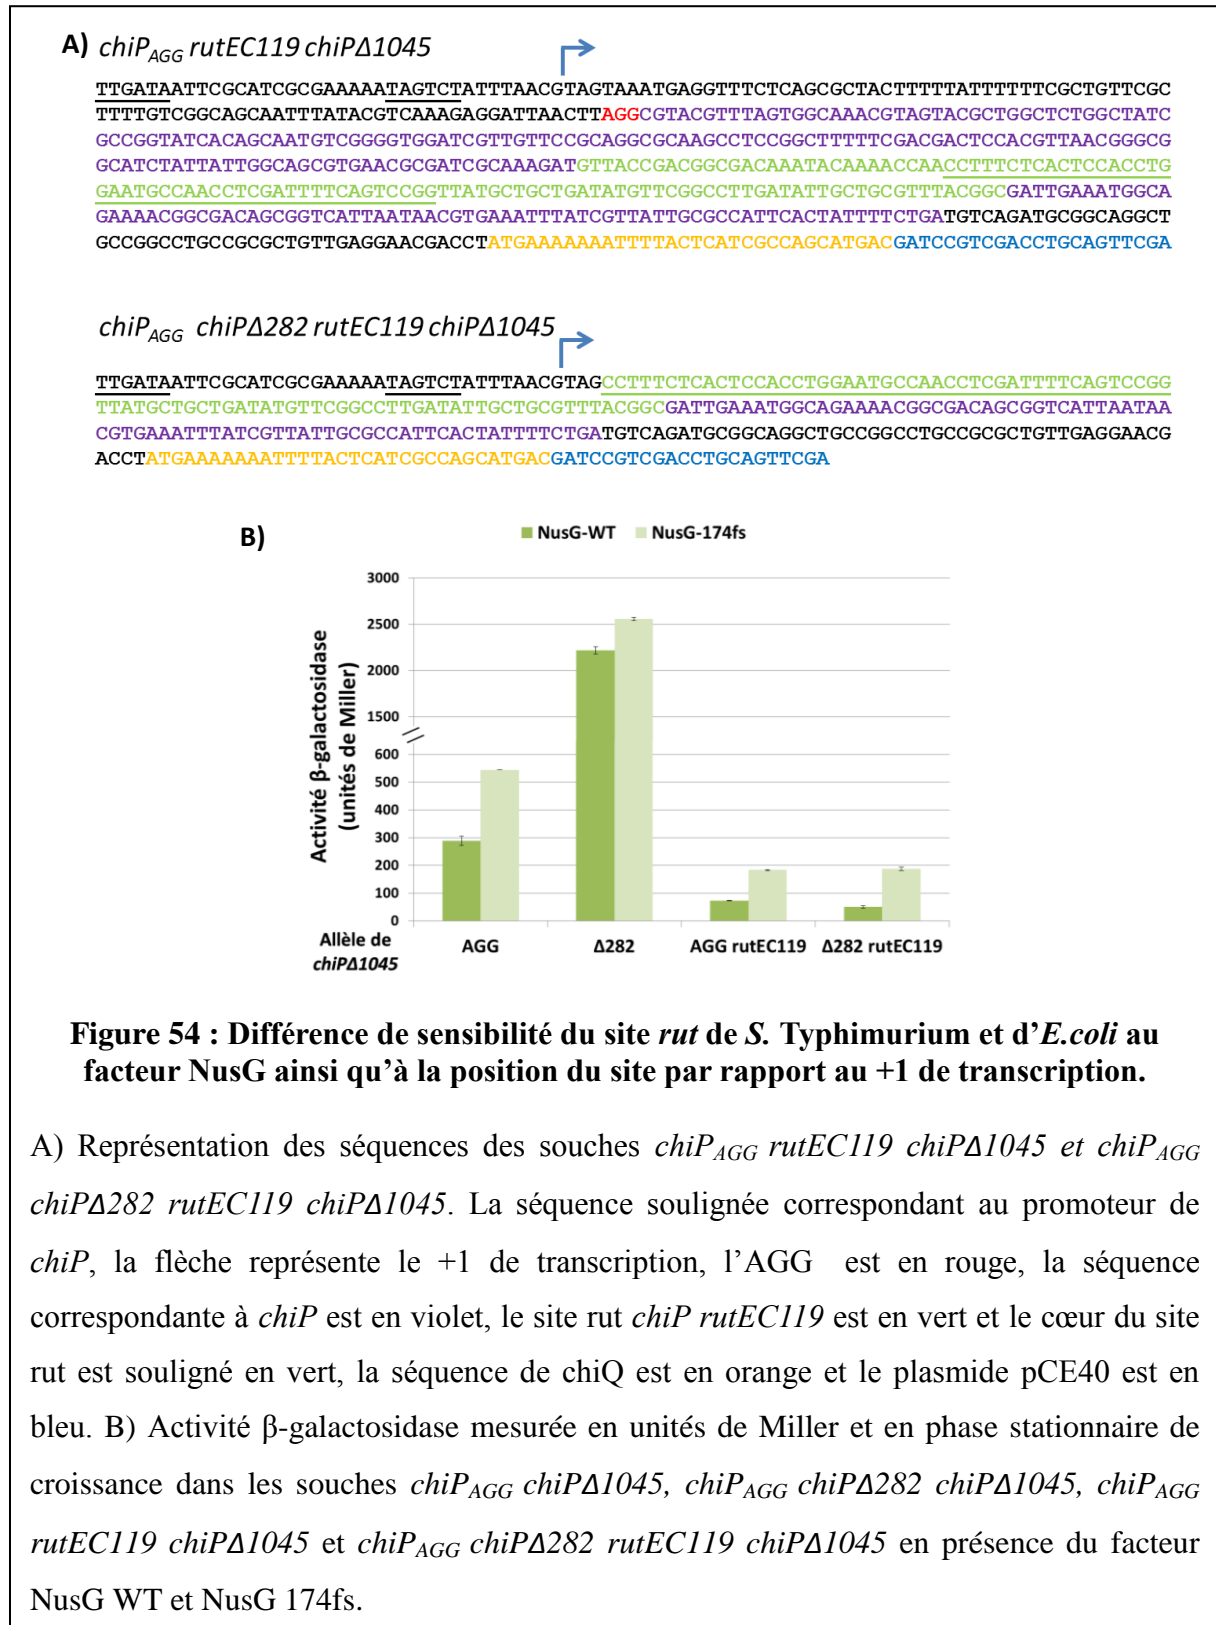 A) chiPAGG rutEC119 chiPΔ1045
TTGATAATTCGCATCGCGAAAAATAGTCTATTTAACGTAGTAAATGAGGTTTCTCAGCGCTACTTTTTATTTTTTCGCTGTTCGC
TTTTGTCGGCAGCAATTTATACGTCAAAGAGGATTAACTTAGGCGTACGTTTAGTGGCAAACGTAGTACGCTGGCTCTGGCTATC
GCCGGTATCACAGCAATGTCGGGGTGGATCGTTGTTCCGCAGGCGCAAGCCTCCGGCTTTTTCGACGACTCCACGTTAACGGGCG
GCATCTATTATTGGCAGCGTGAACGCGATCGCAAAGATGTTACCGACGGCGACAAATACAAAACCAACCTTTCTCACTCCACCTG
GAATGCCAACCTCGATTTTCAGTCCGGTTATGCTGCTGATATGTTCGGCCTTGATATTGCTGCGTTTACGGCGATTGAAATGGCA
GAAAACGGCGACAGCGGTCATTAATAACGTGAAATTTATCGTTATTGCGCCATTCACTATTTTCTGATGTCAGATGCGGCAGGCT
GCCGGCCTGCCGCGCTGTTGAGGAACGACCTATGAAAAAAATTTTACTCATCGCCAGCATGACGATCCGTCGACCTGCAGTTCGA
chiPAGG chiPΔ282 rutEC119 chiPΔ1045
TTGATAATTCGCATCGCGAAAAATAGTCTATTTAACGTAGCCTTTCTCACTCCACCTGGAATGCCAACCTCGATTTTCAGTCCGG
TTATGCTGCTGATATGTTCGGCCTTGATATTGCTGCGTTTACGGCGATTGAAATGGCAGAAAACGGCGACAGCGGTCATTAATAA
CGTGAAATTTATCGTTATTGCGCCATTCACTATTTTCTGATGTCAGATGCGGCAGGCTGCCGGCCTGCCGCGCTGTTGAGGAACG
ACCTATGAAAAAAATTTTACTCATCGCCAGCATGACGATCCGTCGACCTGCAGTTCGA
B)
NusG-WT NusG-174fs
Activité β-galactosidase
(unités de Miller)
3000
2500
2000
1500
600
500
400
300
200
100
0
Allèle de
chiPΔ1045
AGG Δ282 AGG rutEC119 Δ282 rutEC119
Figure 54 : Différence de sensibilité du site rut de S. Typhimurium et d’E.coli au
facteur NusG ainsi qu’à la position du site par rapport au +1 de transcription.
A) Représentation des séquences des souches chiPAGG rutEC119 chiPΔ1045 et chiPAGG
chiPΔ282 rutEC119 chiPΔ1045. La séquence soulignée correspondant au promoteur de
chiP, la flèche représente le +1 de transcription, l’AGG est en rouge, la séquence
correspondante à chiP est en violet, le site rut chiP rutEC119 est en vert et le cœur du site
rut est souligné en vert, la séquence de chiQ est en orange et le plasmide pCE40 est en
bleu. B) Activité β-galactosidase mesurée en unités de Miller et en phase stationnaire de
croissance dans les souches chiPAGG chiPΔ1045, chiPAGG chiPΔ282 chiPΔ1045, chiPAGG
rutEC119 chiPΔ1045 et chiPAGG chiPΔ282 rutEC119 chiPΔ1045 en présence du facteur
NusG WT et NusG 174fs.